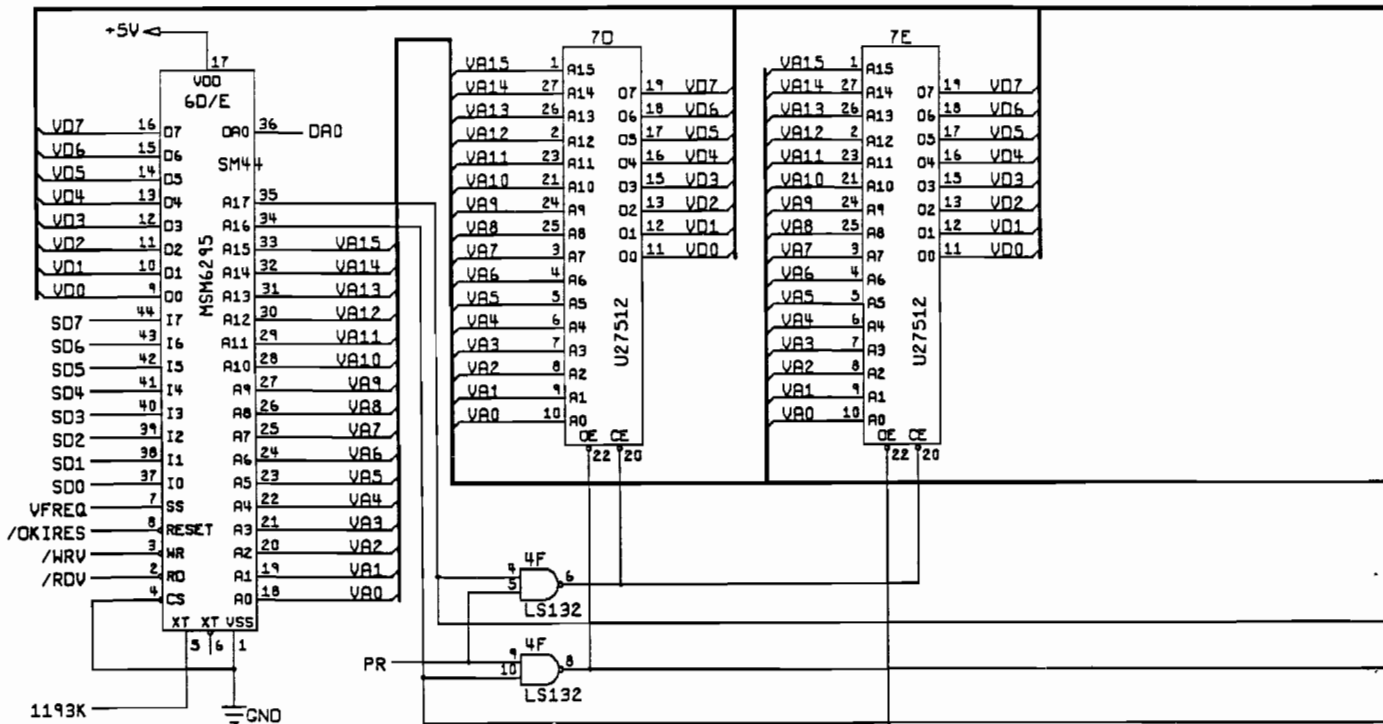 +5V
17
VDD
6D/E
MSM6295
SM44
VD7 16 D7
VD6 15 D6
VD5 14 D5
VD4 13 D4
VD3 12 D3
VD2 11 D2
VD1 10 D1
VD0 9 D0
SD7 44 I7
SD6 43 I6
SD5 42 I5
SD4 41 I4
SD3 40 I3
SD2 39 I2
SD1 38 I1
SD0 37 I0
VFREQ 7 SS
/OKIRES 8 RESET
/WRV 3 WR
/RDV 2 RD
4 CS
XT XT VSS
5 6 1
1193K
GND
DAO 36 DAO
A17 35
A16 34
A15 33 VA15
A14 32 VA14
A13 31 VA13
A12 30 VA12
A11 29 VA11
A10 28 VA10
A9 27 VA9
A8 26 VA8
A7 25 VA7
A6 24 VA6
A5 23 VA5
A4 22 VA4
A3 21 VA3
A2 20 VA2
A1 19 VA1
A0 18 VA0
7D
U27512
VA15 1 A15
VA14 27 A14
VA13 26 A13
VA12 2 A12
VA11 23 A11
VA10 21 A10
VA9 24 A9
VA8 25 A8
VA7 3 A7
VA6 4 A6
VA5 5 A5
VA4 6 A4
VA3 7 A3
VA2 8 A2
VA1 9 A1
VA0 10 A0
O7 19 VD7
O6 18 VD6
O5 17 VD5
O4 16 VD4
O3 15 VD3
O2 13 VD2
O1 12 VD1
O0 11 VD0
OE CE
22 20
7E
U27512
VA15 1 A15
VA14 27 A14
VA13 26 A13
VA12 2 A12
VA11 23 A11
VA10 21 A10
VA9 24 A9
VA8 25 A8
VA7 3 A7
VA6 4 A6
VA5 5 A5
VA4 6 A4
VA3 7 A3
VA2 8 A2
VA1 9 A1
VA0 10 A0
O7 19 VD7
O6 18 VD6
O5 17 VD5
O4 16 VD4
O3 15 VD3
O2 13 VD2
O1 12 VD1
O0 11 VD0
OE CE
22 20
4F
4
5
6
LS132
4F
PR
9
10
8
LS132